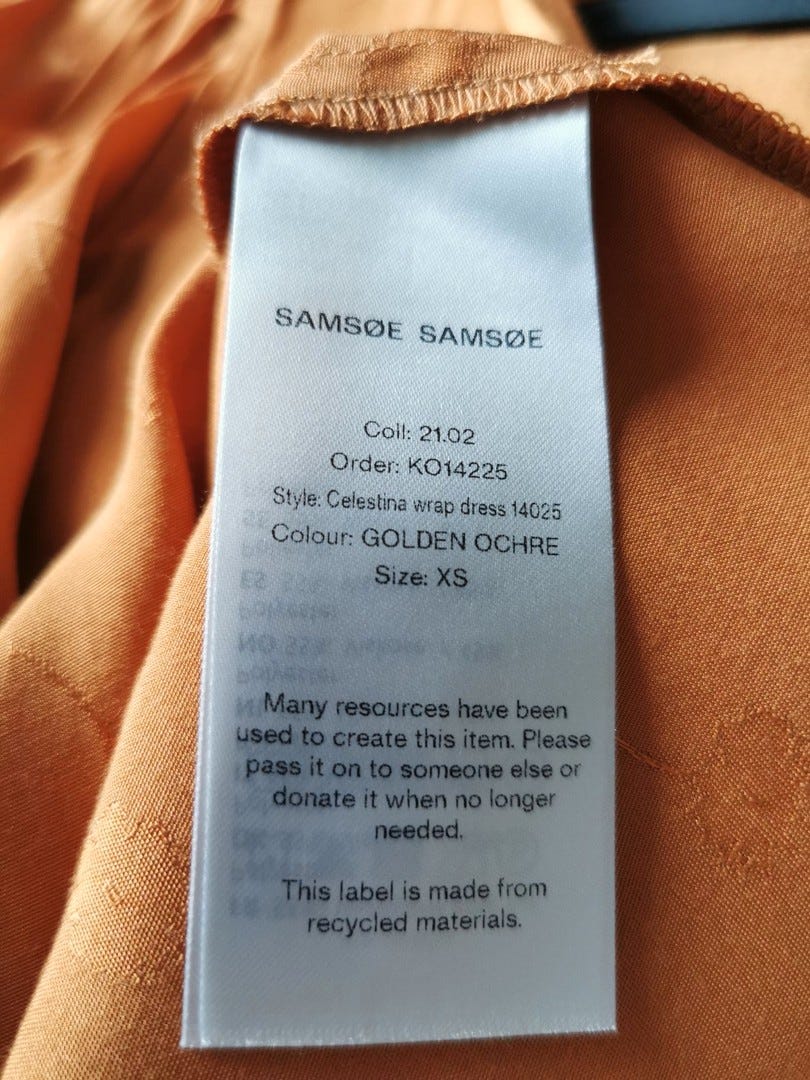 SAMSØE SAMSØE
Coll: 21.02
Order: KO14225
Style: Celestina wrap dress 14025
Colour: GOLDEN OCHRE
Size: XS
Many resources have been
used to create this item. Please
pass it on to someone else or
donate it when no longer
needed.
This label is made from
recycled materials.